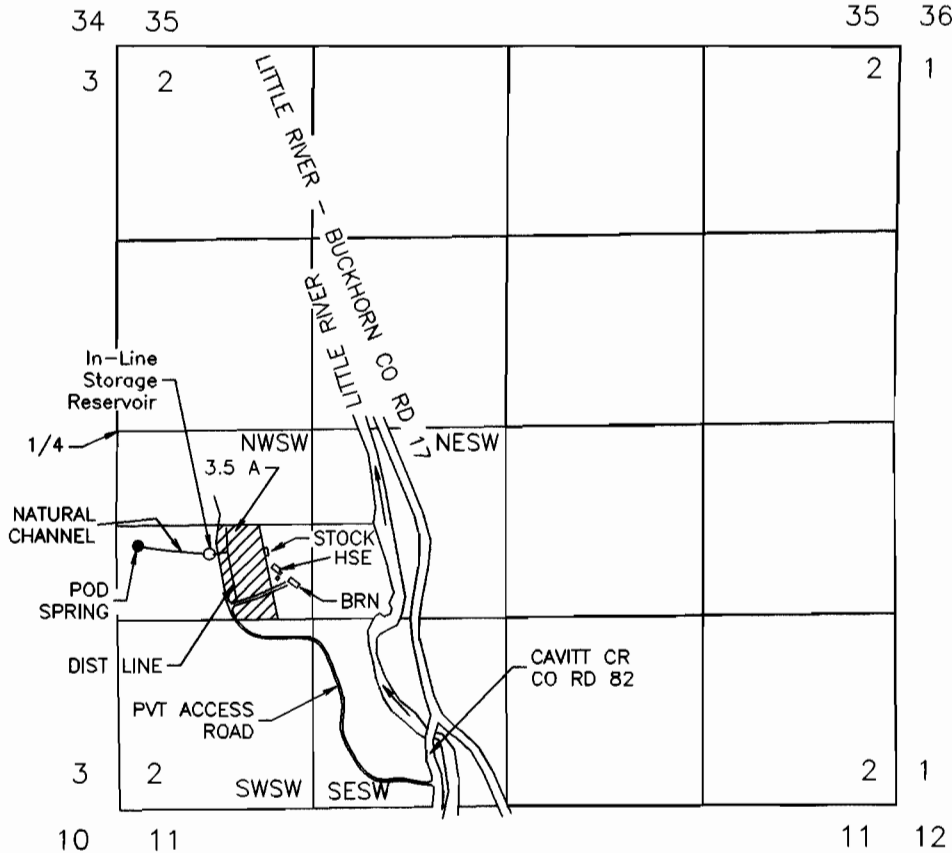 34 35 35 36
3 2 2 1
LITTLE RIVER - BUCKHORN CO RD 17
LITTLE RIVER
In-Line
Storage
Reservoir
1/4
NWSW
NESW
3.5 A
NATURAL
CHANNEL
STOCK
HSE
POD
SPRING
BRN
DIST LINE
CAVITT CR
CO RD 82
PVT ACCESS
ROAD
3 2 2 1
SWSW SESW
10 11 11 12